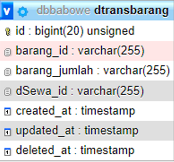 v dbbabowe dtransbarang
id : bigint(20) unsigned
barang_id : varchar(255)
barang_jumlah : varchar(255)
dSewa_id : varchar(255)
created_at : timestamp
updated_at : timestamp
deleted_at : timestamp